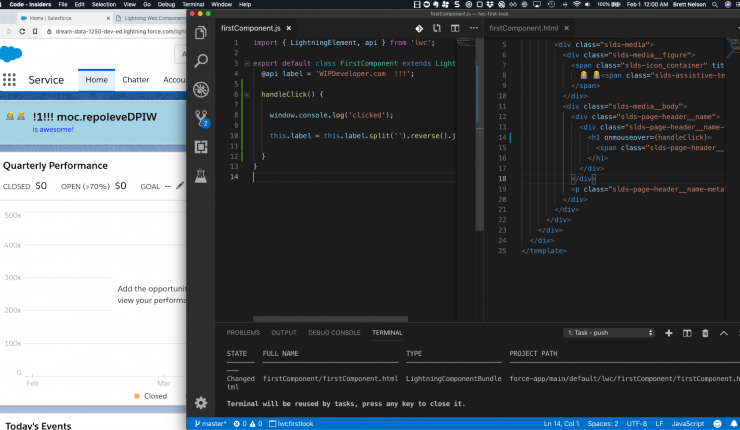 Code - Insiders File Edit Selection View Go Debug Terminal Window Help
100%
Feb 1 12:00 AM Brett Nelson
Home | Salesforce
Lightning Web Components
dream-data-1250-dev-ed.lightning.force.com/light
Service Home Chatter Accou
!1!!! moc.repoleveDPIW
is awesome!
Quarterly Performance
CLOSED $0 OPEN (>70%) $0 GOAL --
500k
400k
300k
200k
100k
0
Add the opportunit
view your performa
Feb Mar
Closed
Today's Events
firstComponent.js — lwc-first-look
firstComponent.js
1 import { LightningElement, api } from 'lwc';
2
3 export default class FirstComponent extends Light
4 @api label = 'WIPDeveloper.com !!!1!';
5
6 handleClick() {
7
8 window.console.log('clicked');
9
10 this.label = this.label.split('').reverse().j
11
12 }
13 }
14
firstComponent.html
5 <div class="slds-media">
6 <div class="slds-media__figure">
7 <span class="slds-icon_container" tit
8 <span class="slds-assistive-te
9 </span>
10 </div>
11 <div class="slds-media__body">
12 <div class="slds-page-header__name">
13 <div class="slds-page-header__name-
14 <h1 onmouseover={handleClick}>
15 <span class="slds-page-header__
16 </h1>
17 </div>
18 </div>
19 <p class="slds-page-header__name-meta
20 </div>
21 </div>
22 </div>
23 </div>
24 </div>
25 </template>
2
PROBLEMS OUTPUT DEBUG CONSOLE TERMINAL
1: Task - push
STATE FULL NAME TYPE PROJECT PATH
Changed firstComponent/firstComponent.html LightningComponentBundle force-app/main/default/lwc/firstComponent/firstComponent.h
tml
Terminal will be reused by tasks, press any key to close it.
master* 0 0 lwcfirstlook
Ln 14, Col 1 Spaces: 2 UTF-8 LF JavaScript